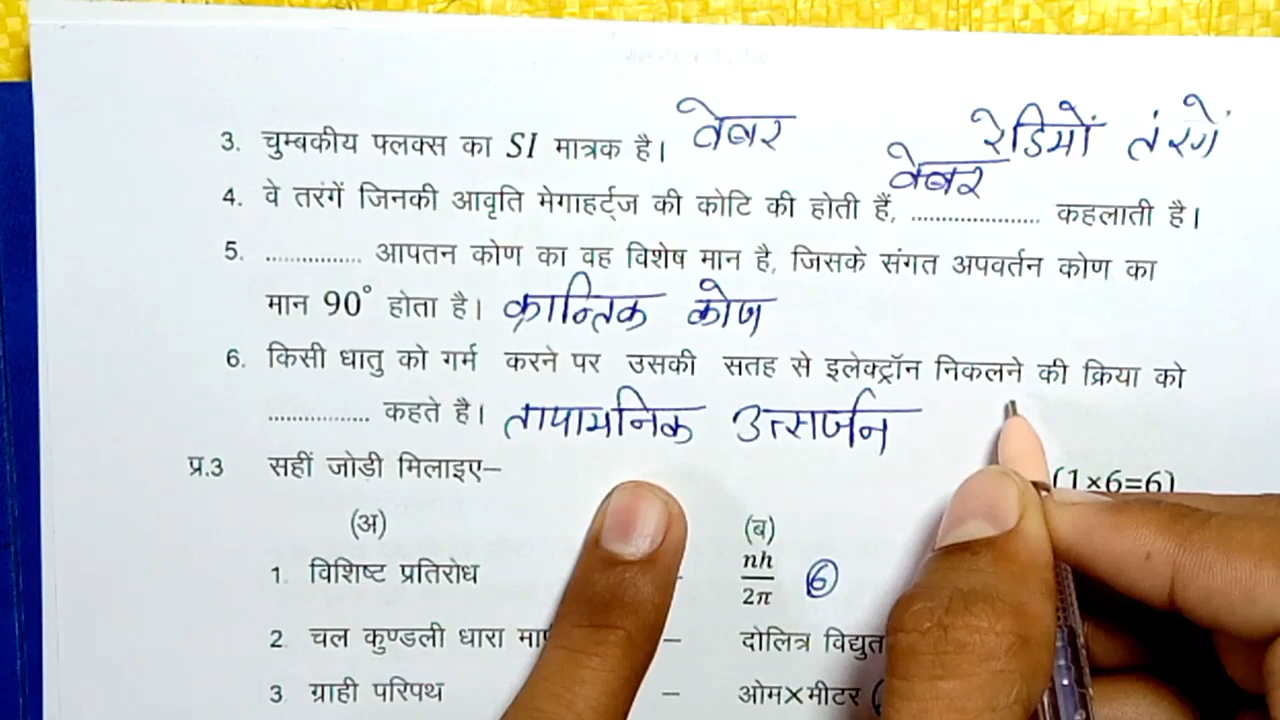 3. चुम्बकीय फ्लक्स का SI मात्रक है। वेबर रेडियों तंरगें
वेबर
4. वे तरंगें जिनकी आवृति मेगाहर्ट्ज की कोटि की होती हैं, ..................... कहलाती है।
5. ............... आपतन कोण का वह विशेष मान है, जिसके संगत अपवर्तन कोण का
मान 90° होता है। क्रान्तिक कोण
6. किसी धातु को गर्म करने पर उसकी सतह से इलेक्ट्रॉन निकलने की क्रिया को
................ कहते है। तापायनिक उत्सर्जन
प्र.3 सहीं जोड़ी मिलाइए–
(1×6=6)
(अ) (ब)
1. विशिष्ट प्रतिरोध - nh/2π ⑥
2. चल कुण्डली धारा – दोलित्र विद्युत
3. ग्राही परिपथ – ओम×मीटर (